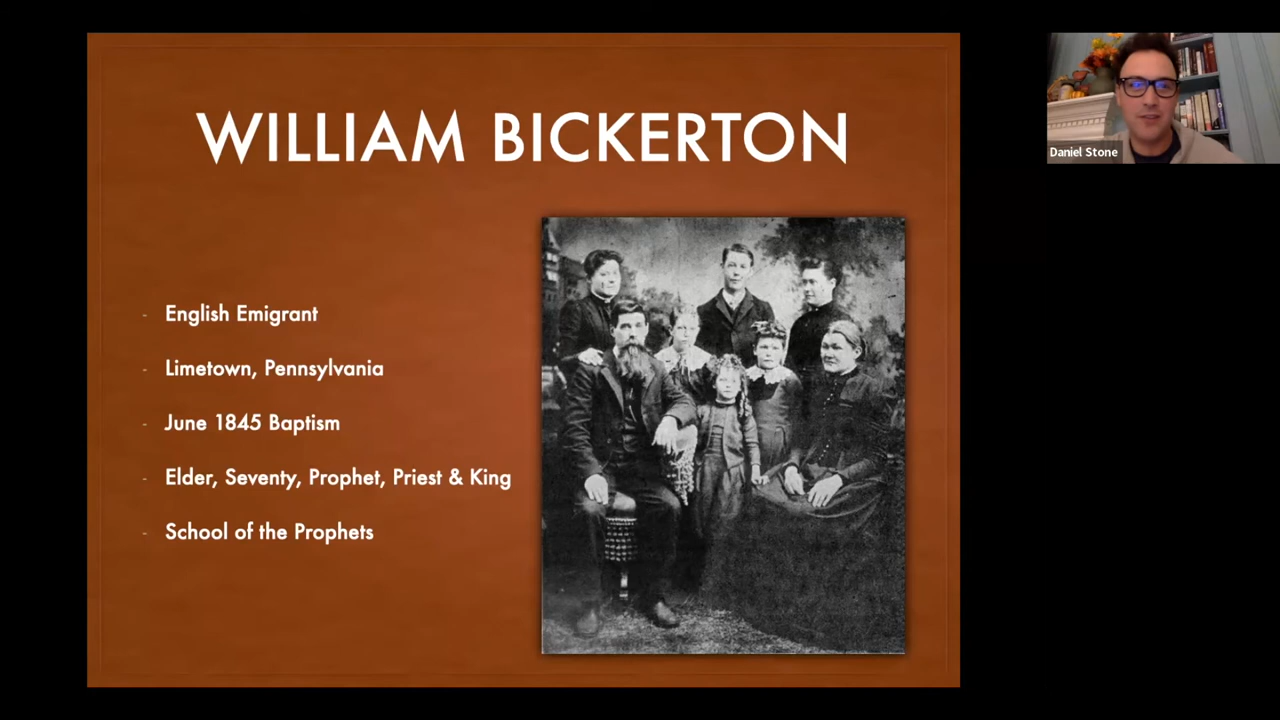 WILLIAM BICKERTON
- English Emigrant
- Limetown, Pennsylvania
- June 1845 Baptism
- Elder, Seventy, Prophet, Priest & King
- School of the Prophets
Daniel Stone